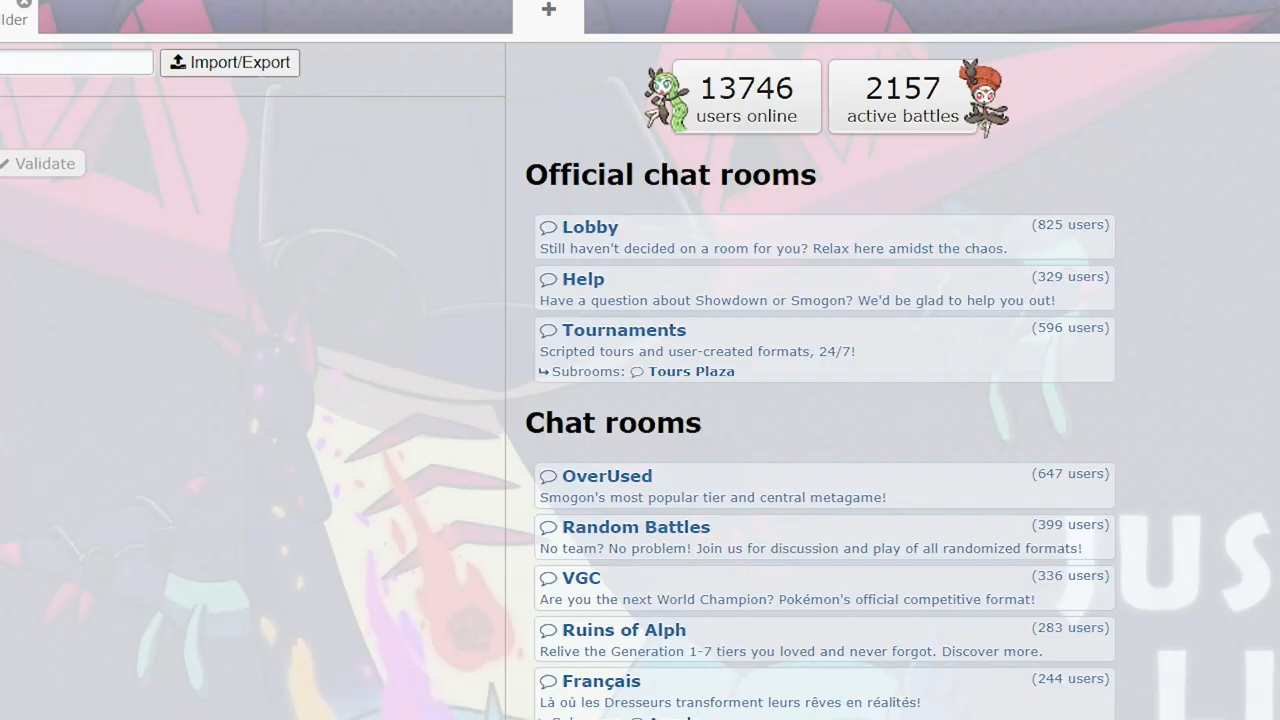 lder
+
Import/Export
Validate
13746
users online
2157
active battles
Official chat rooms
Lobby
(825 users)
Still haven't decided on a room for you? Relax here amidst the chaos.
Help
(329 users)
Have a question about Showdown or Smogon? We'd be glad to help you out!
Tournaments
(596 users)
Scripted tours and user-created formats, 24/7!
↳ Subrooms: Tours Plaza
Chat rooms
OverUsed
(647 users)
Smogon's most popular tier and central metagame!
Random Battles
(399 users)
No team? No problem! Join us for discussion and play of all randomized formats!
VGC
(336 users)
Are you the next World Champion? Pokémon's official competitive format!
JUS
Ruins of Alph
(283 users)
Relive the Generation 1-7 tiers you loved and never forgot. Discover more.
Français
(244 users)
Là où les Dresseurs transforment leurs rêves en réalités!